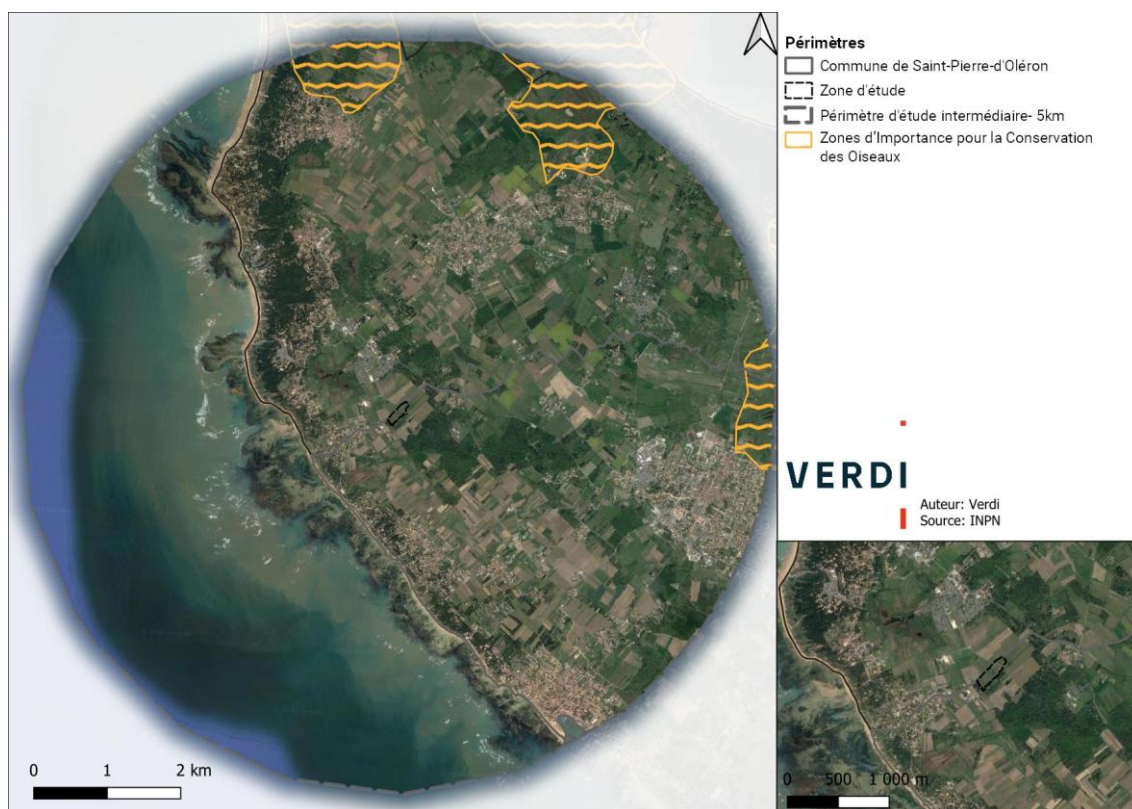 Périmètres
Commune de Saint-Pierre-d'Oléron
Zone d'étude
Périmètre d'étude intermédiaire- 5km
Zones d'Importance pour la Conservation
des Oiseaux
VERDI
Auteur: Verdi
Source: INPN
0 1 2 km
0 500 1 000 m